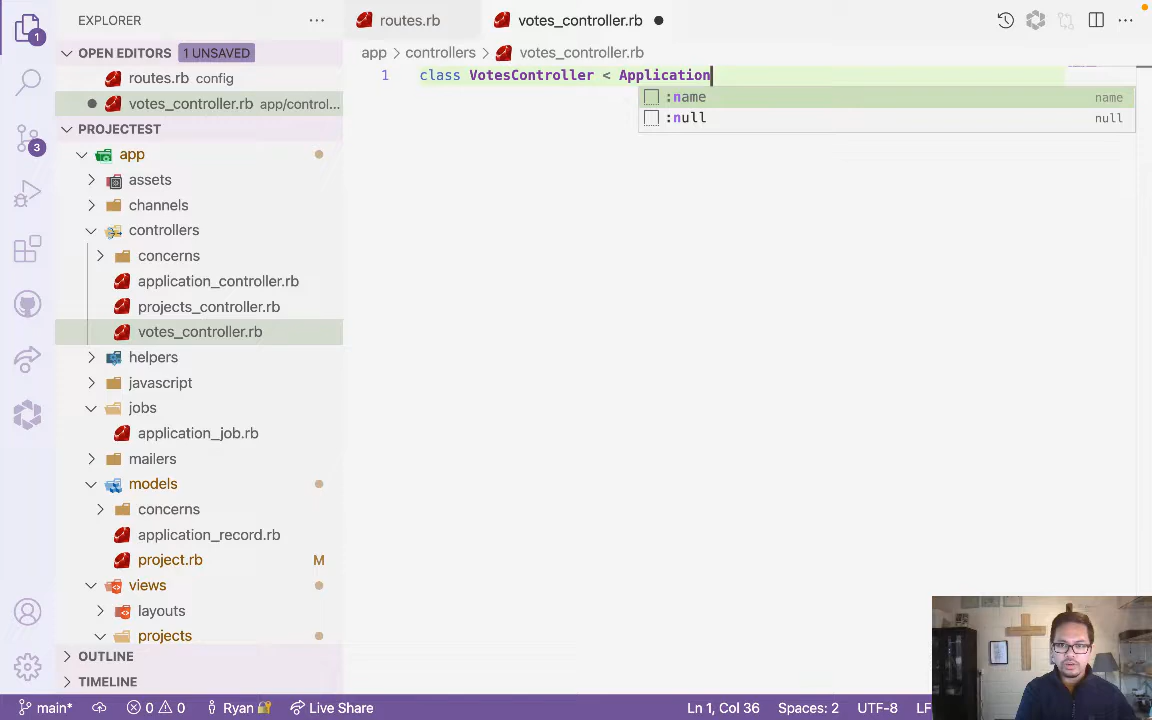 EXPLORER
routes.rb
votes_controller.rb
OPEN EDITORS 1 UNSAVED
app controllers votes_controller.rb
routes.rb config
1 class VotesController < Application
votes_controller.rb app/control...
:name name
:null null
PROJECTEST
app
assets
channels
controllers
concerns
application_controller.rb
projects_controller.rb
votes_controller.rb
helpers
javascript
jobs
application_job.rb
mailers
models
concerns
application_record.rb
project.rb M
views
layouts
projects
OUTLINE
TIMELINE
1
3
main* 0 0 Ryan Live Share Ln 1, Col 36 Spaces: 2 UTF-8 LF